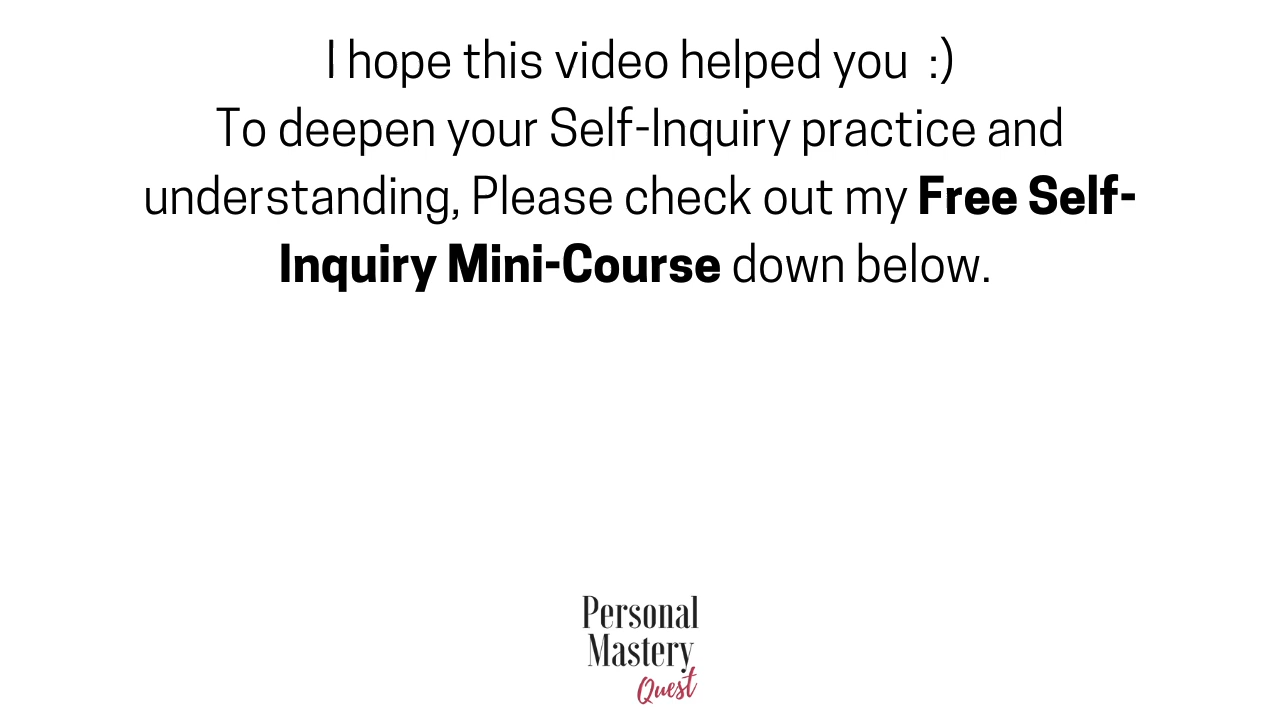 I hope this video helped you :)
To deepen your Self-Inquiry practice and
understanding, Please check out my Free Self-
Inquiry Mini-Course down below.
Personal
Mastery
Quest